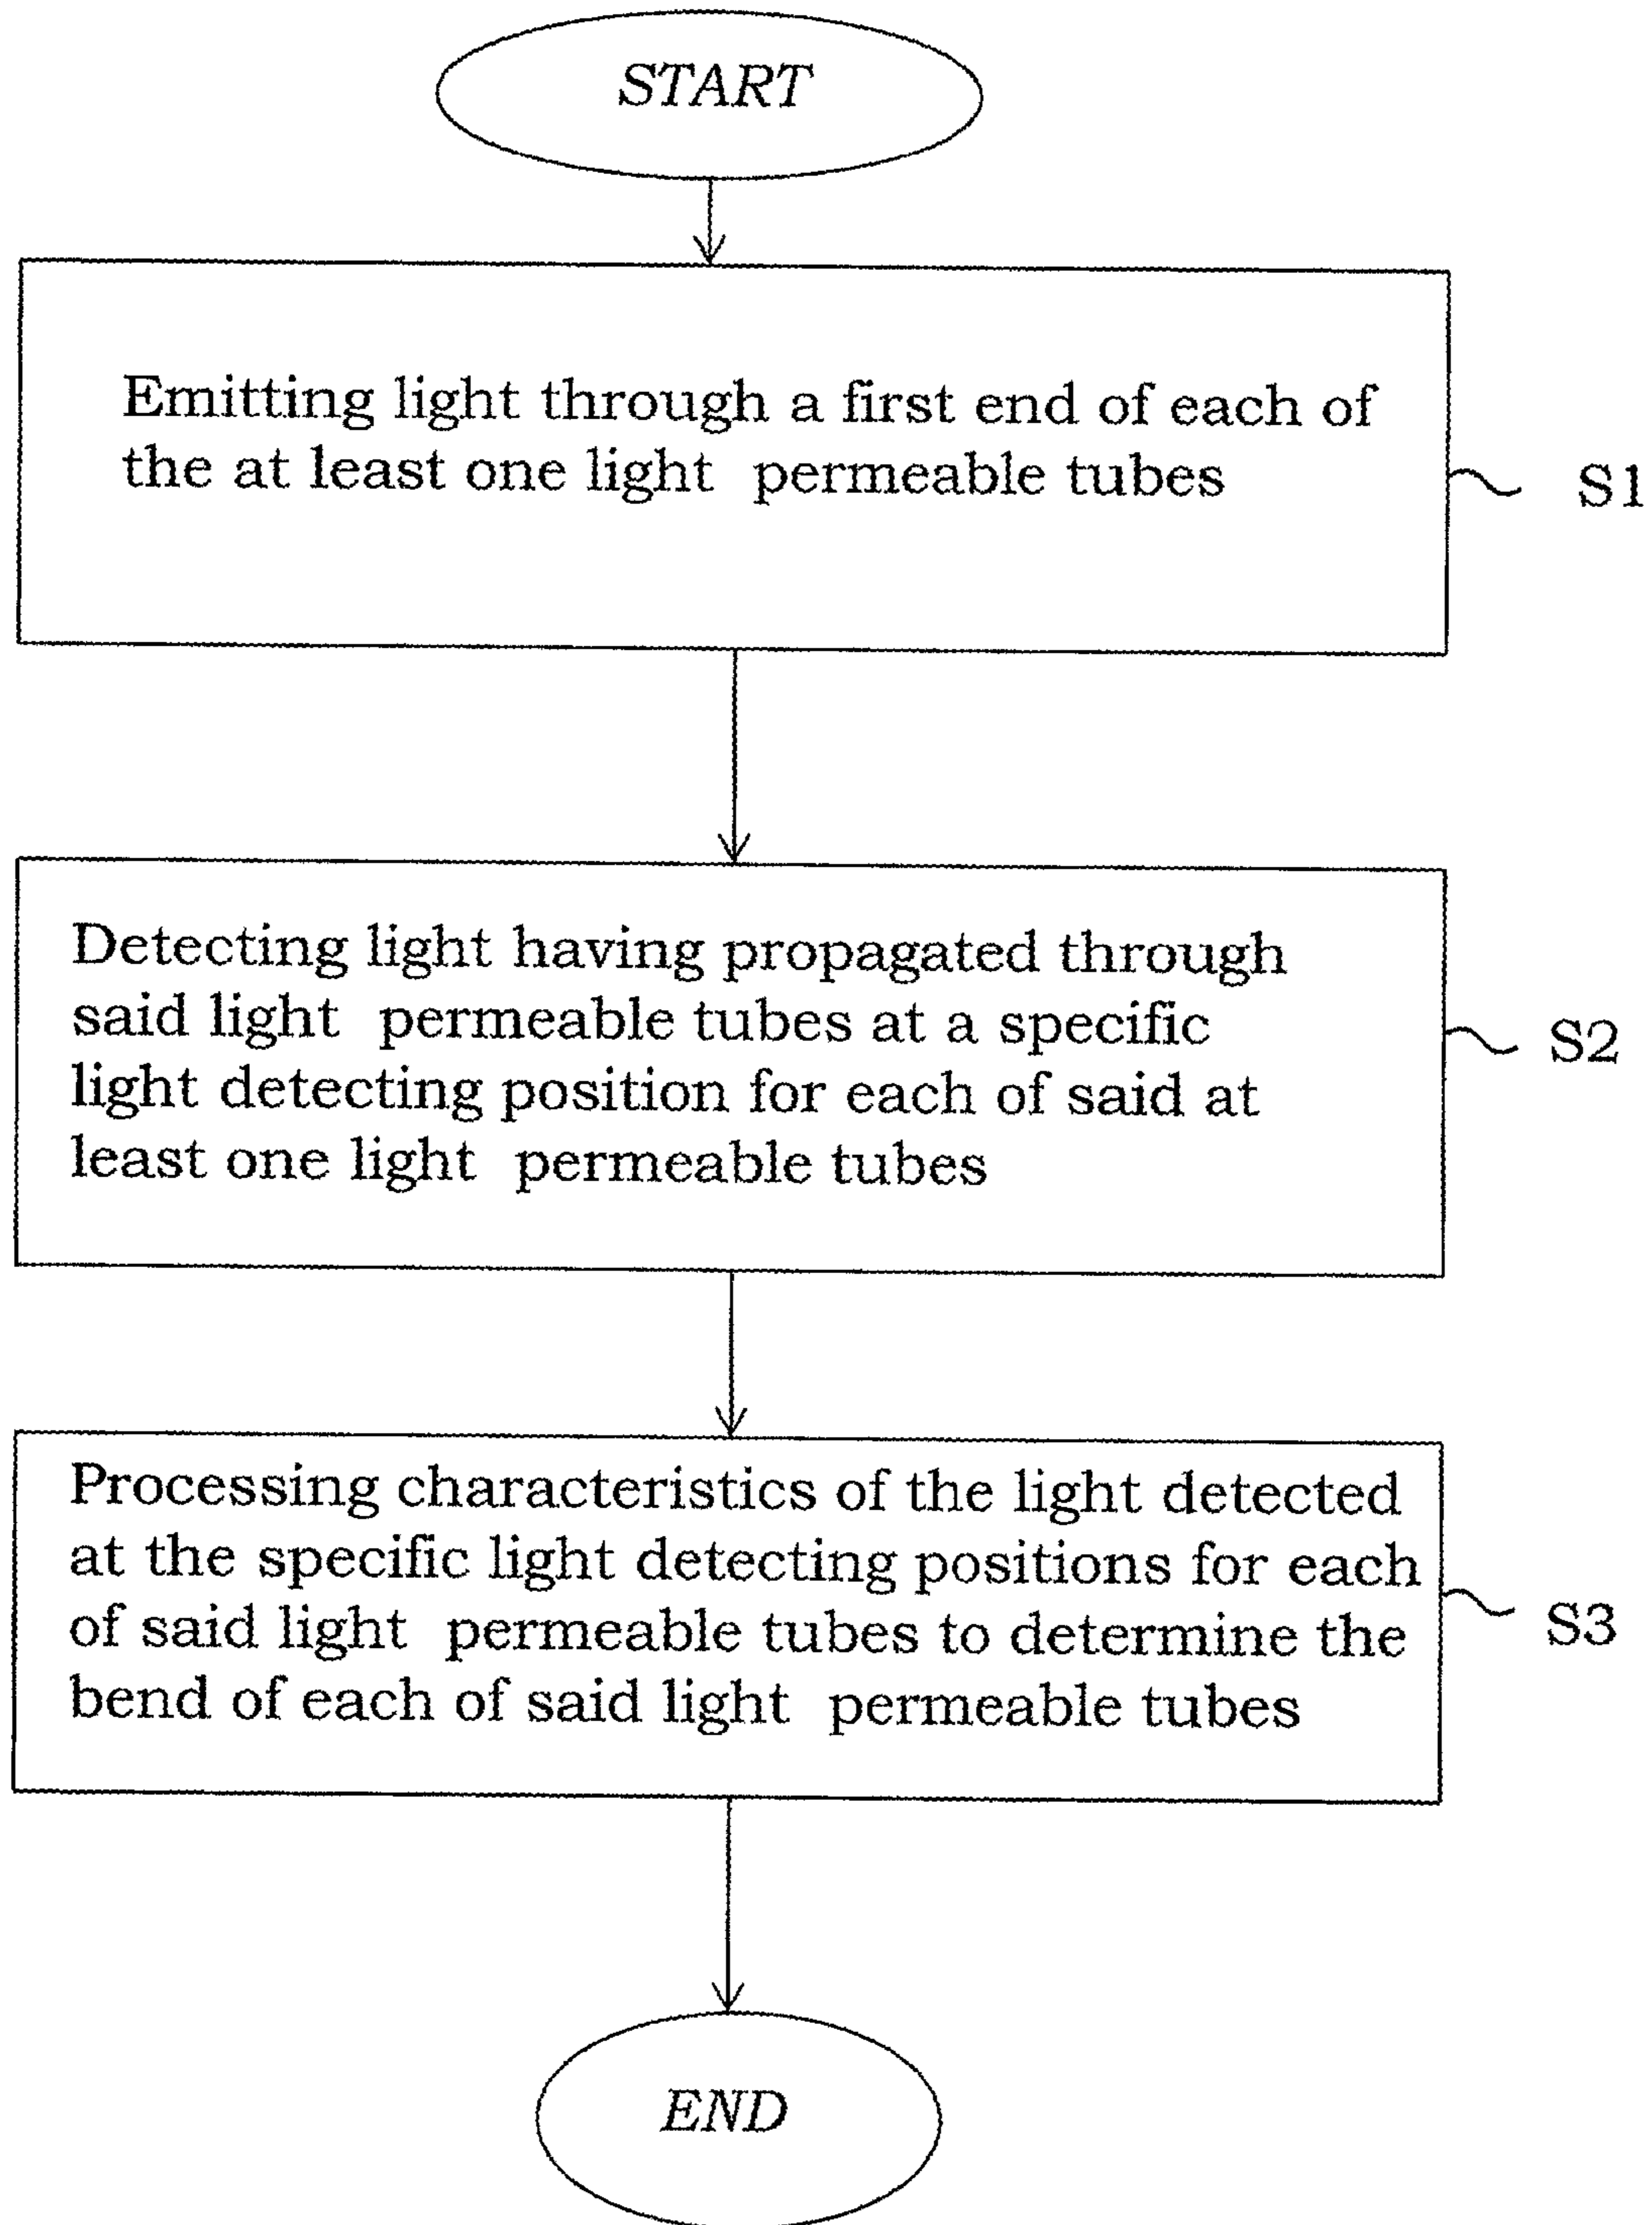 START
Emitting light through a first end of each of
the at least one light permeable tubes
S1
Detecting light having propagated through
said light permeable tubes at a specific
light detecting position for each of said at
least one light permeable tubes
S2
Processing characteristics of the light detected
at the specific light detecting positions for each
of said light permeable tubes to determine the
bend of each of said light permeable tubes
S3
END